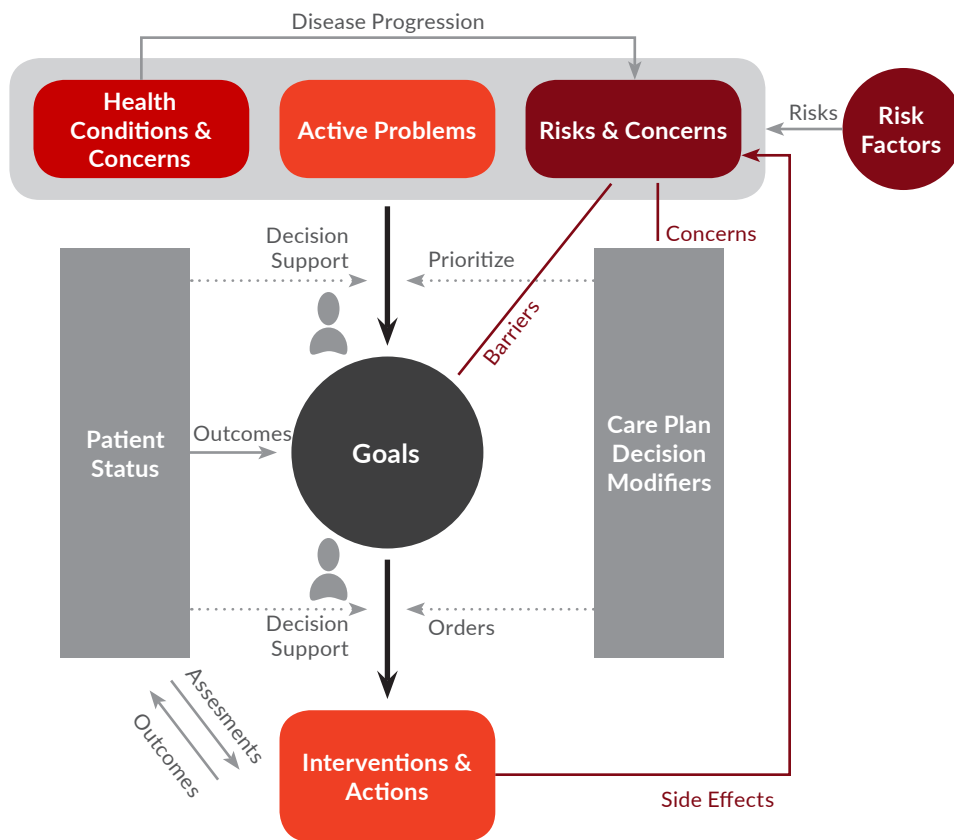 Disease Progression
Health
Conditions &
Concerns
Active Problems
Risks & Concerns
Risks
Risk
Factors
Decision
Support
Prioritize
Concerns
Barriers
Patient
Status
Outcomes
Goals
Care Plan
Decision
Modifiers
Decision
Support
Orders
Assesments
Outcomes
Interventions &
Actions
Side Effects